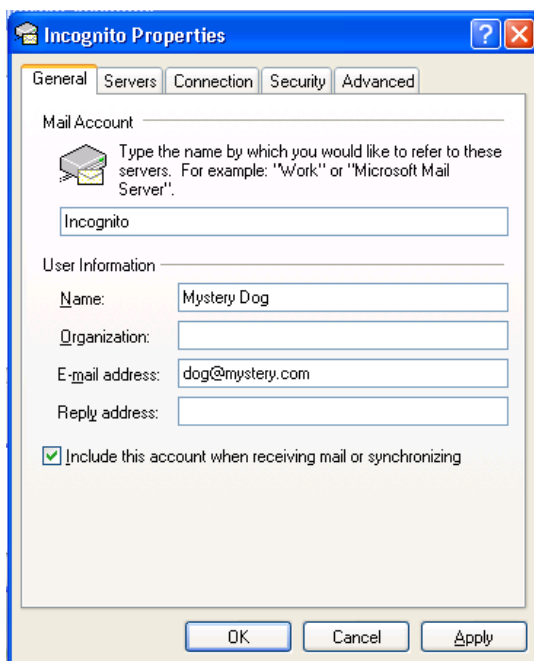 Incognito Properties
General Servers Connection Security Advanced
Mail Account
Type the name by which you would like to refer to these
servers. For example: "Work" or "Microsoft Mail
Server".
Incognito
User Information
Name: Mystery Dog
Organization:
E-mail address: dog@mystery.com
Reply address:
Include this account when receiving mail or synchronizing
OK Cancel Apply